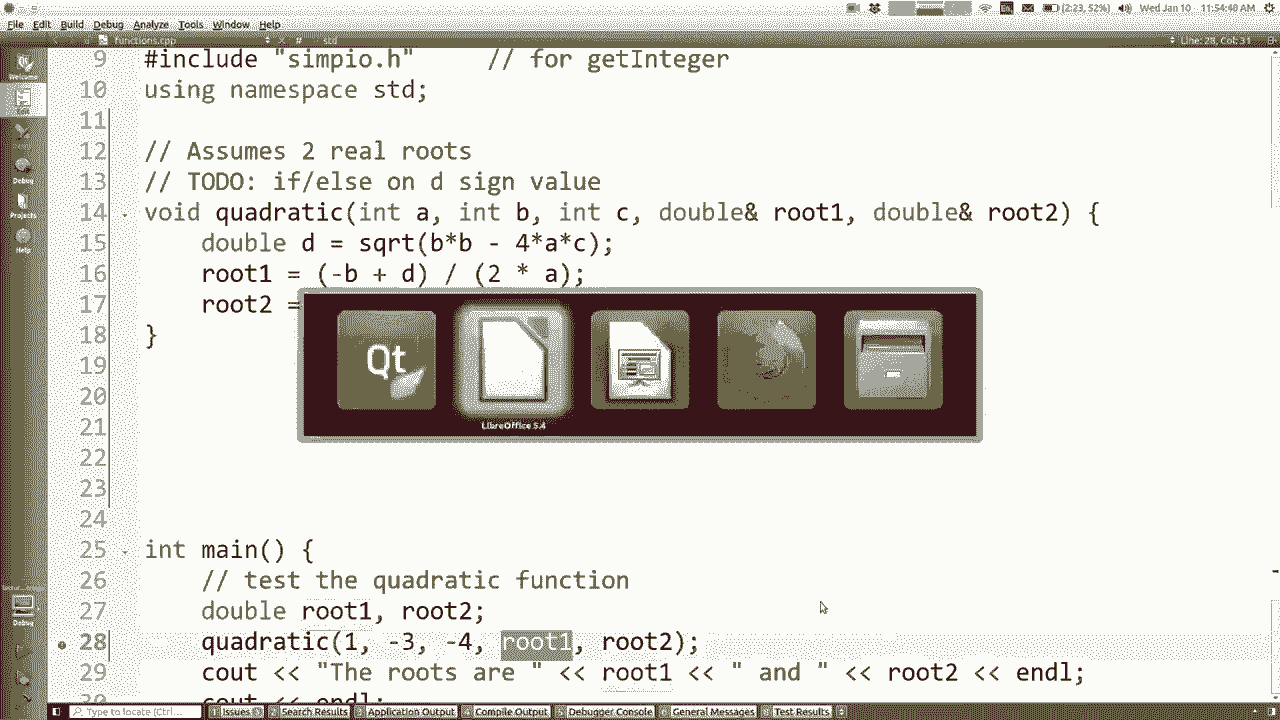 (2:23, 52%) Wed Jan 10 11:54:48 AM
File Edit Build Debug Analyze Tools Window Help
functions.cpp # std Line: 28, Col: 31
9 #include "simpio.h" // for getInteger
10 using namespace std;
11
12 // Assumes 2 real roots
13 // TODO: if/else on d sign value
14 void quadratic(int a, int b, int c, double& root1, double& root2) {
15 double d = sqrt(b*b - 4*a*c);
16 root1 = (-b + d) / (2 * a);
17 root2 =
18 }
19
20
21
22
23
24
25 int main() {
26 // test the quadratic function
27 double root1, root2;
28 quadratic(1, -3, -4, root1, root2);
29 cout << "The roots are " << root1 << " and " << root2 << endl;
30 cout << endl;
Qt
LibreOffice 5.4
Welcome
Debug
Projects
Help
Debug
Type to locate (Ctrl... 1 Issues 2 Search Results 3 Application Output 4 Compile Output 5 Debugger Console 6 General Messages 8 Test Results